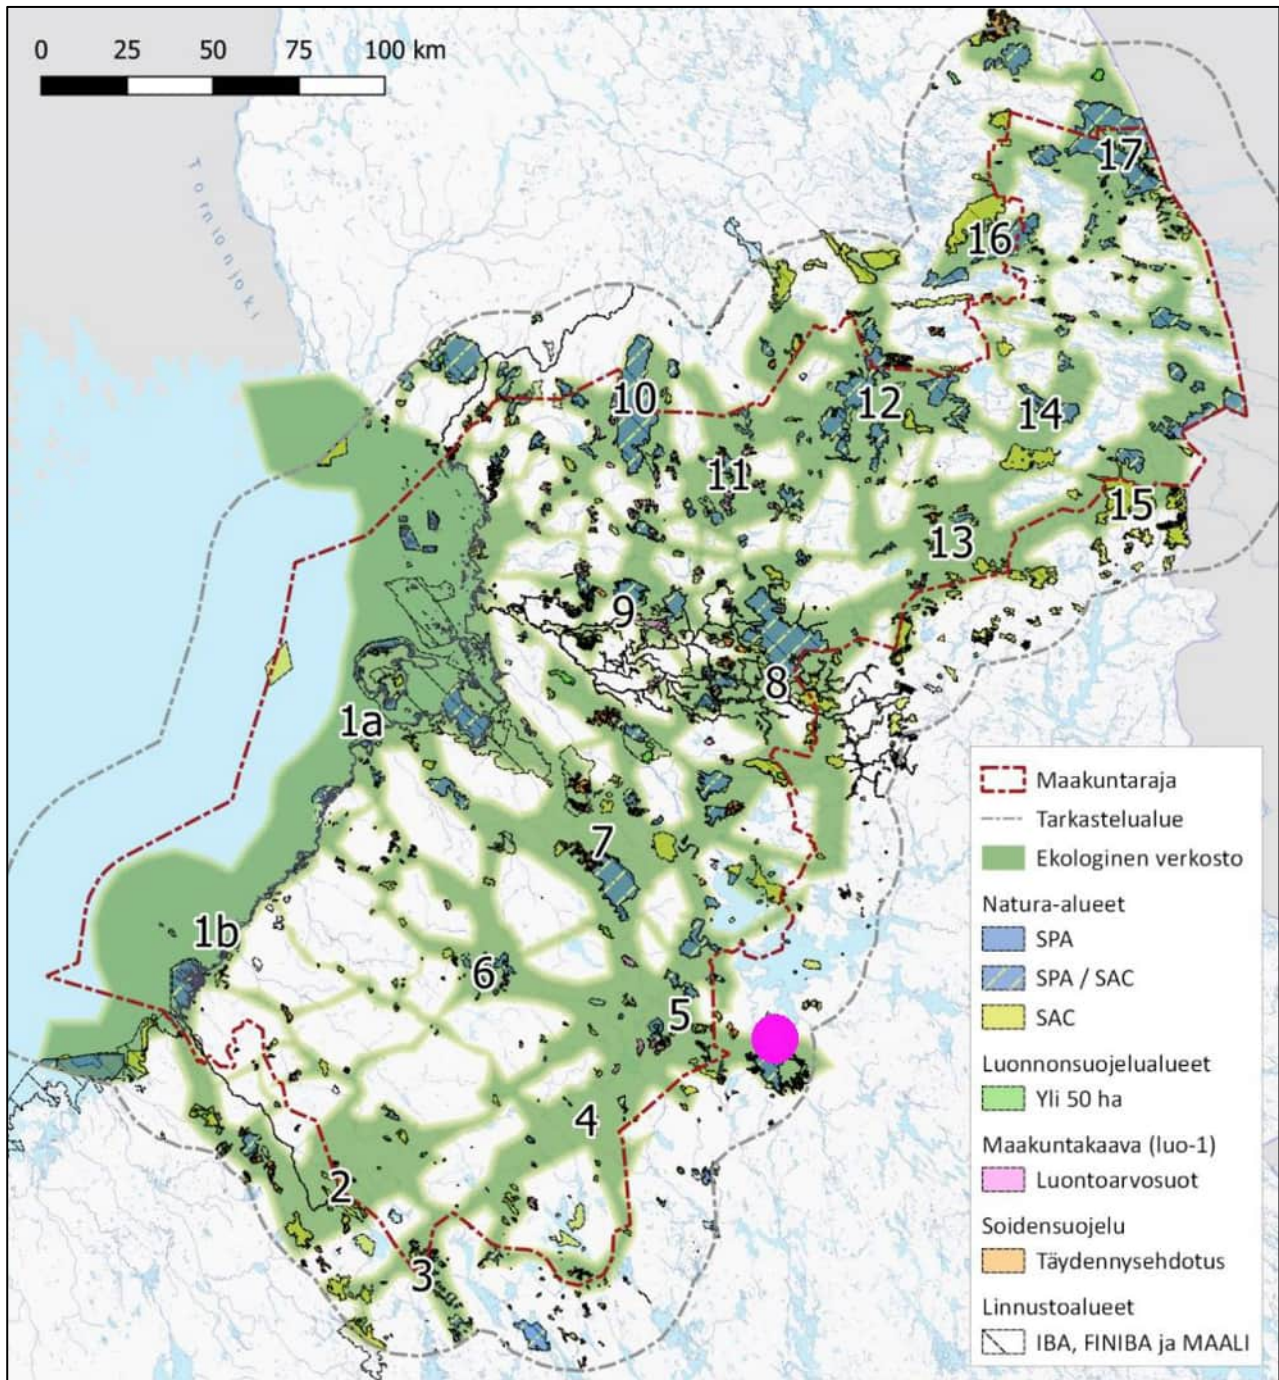 0 25 50 75 100 km
Tornionjoki
17
16
10
12
14
11
15
13
9
8
1a
7
1b
6
5
4
2
3
Maakuntaraja
Tarkastelualue
Ekologinen verkosto
Natura-alueet
SPA
SPA / SAC
SAC
Luonnonsuojelualueet
Yli 50 ha
Maakuntakaava (luo-1)
Luontoarvosuot
Soidensuojelu
Täydennysehdotus
Linnustoalueet
IBA, FINIBA ja MAALI